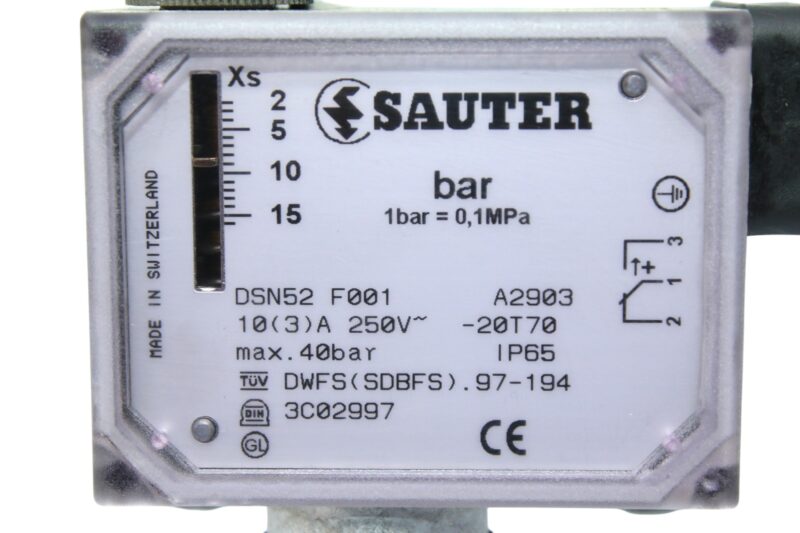 Xs
2
5
10
15
SAUTER
bar
1bar = 0,1MPa
MADE IN SWITZERLAND
3
1
2
+
DSN52 F001 A2903
10(3)A 250V~ -20T70
max.40bar IP65
TÜV DWFS(SDBFS).97-194
DIN 3C02997
GL CE